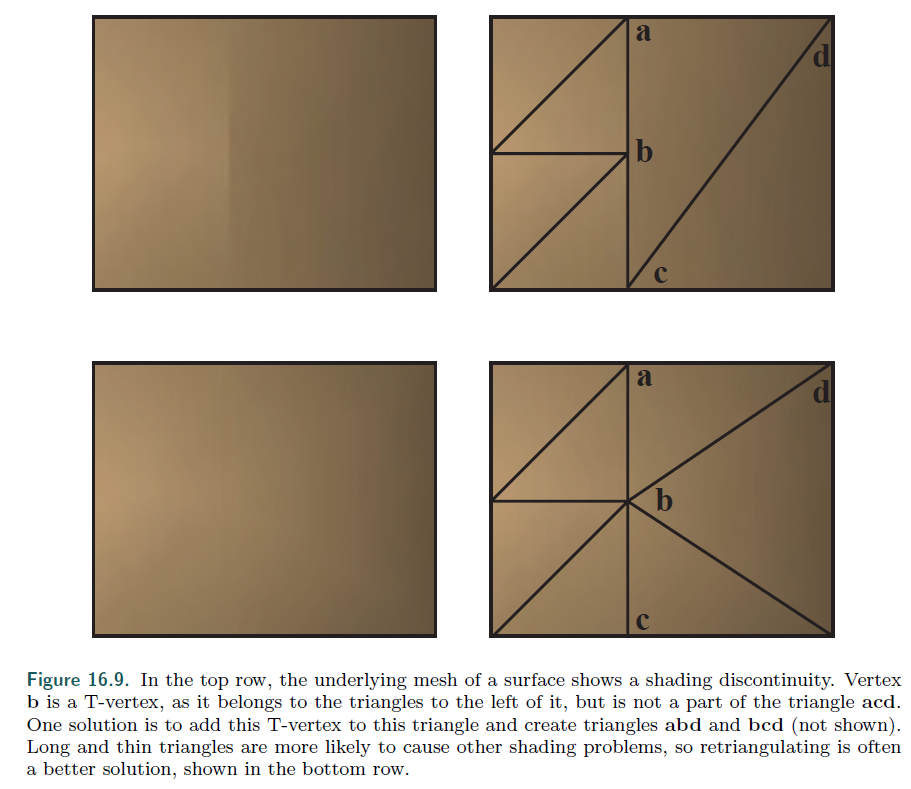 a
d
b
c
a
d
b
c
Figure 16.9. In the top row, the underlying mesh of a surface shows a shading discontinuity. Vertex
b is a T-vertex, as it belongs to the triangles to the left of it, but is not a part of the triangle acd.
One solution is to add this T-vertex to this triangle and create triangles abd and bcd (not shown).
Long and thin triangles are more likely to cause other shading problems, so retriangulating is often
a better solution, shown in the bottom row.